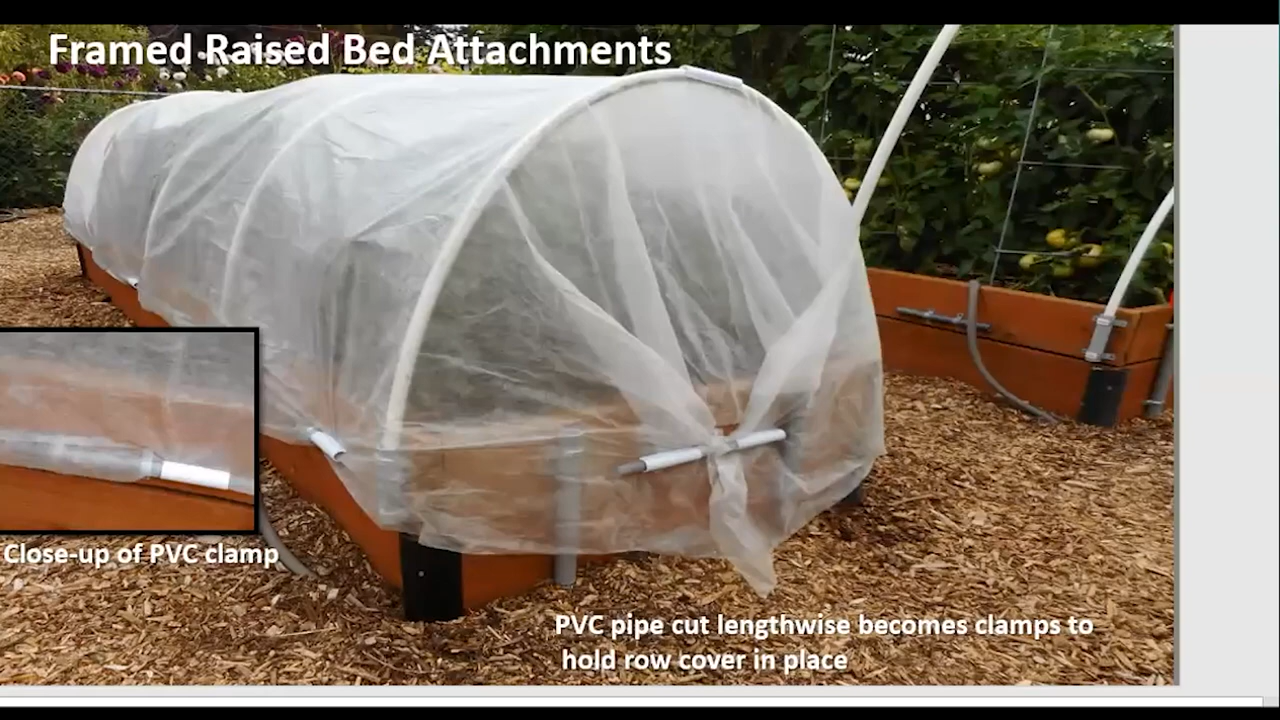 Framed Raised Bed Attachments
Close-up of PVC clamp
PVC pipe cut lengthwise becomes clamps to
hold row cover in place